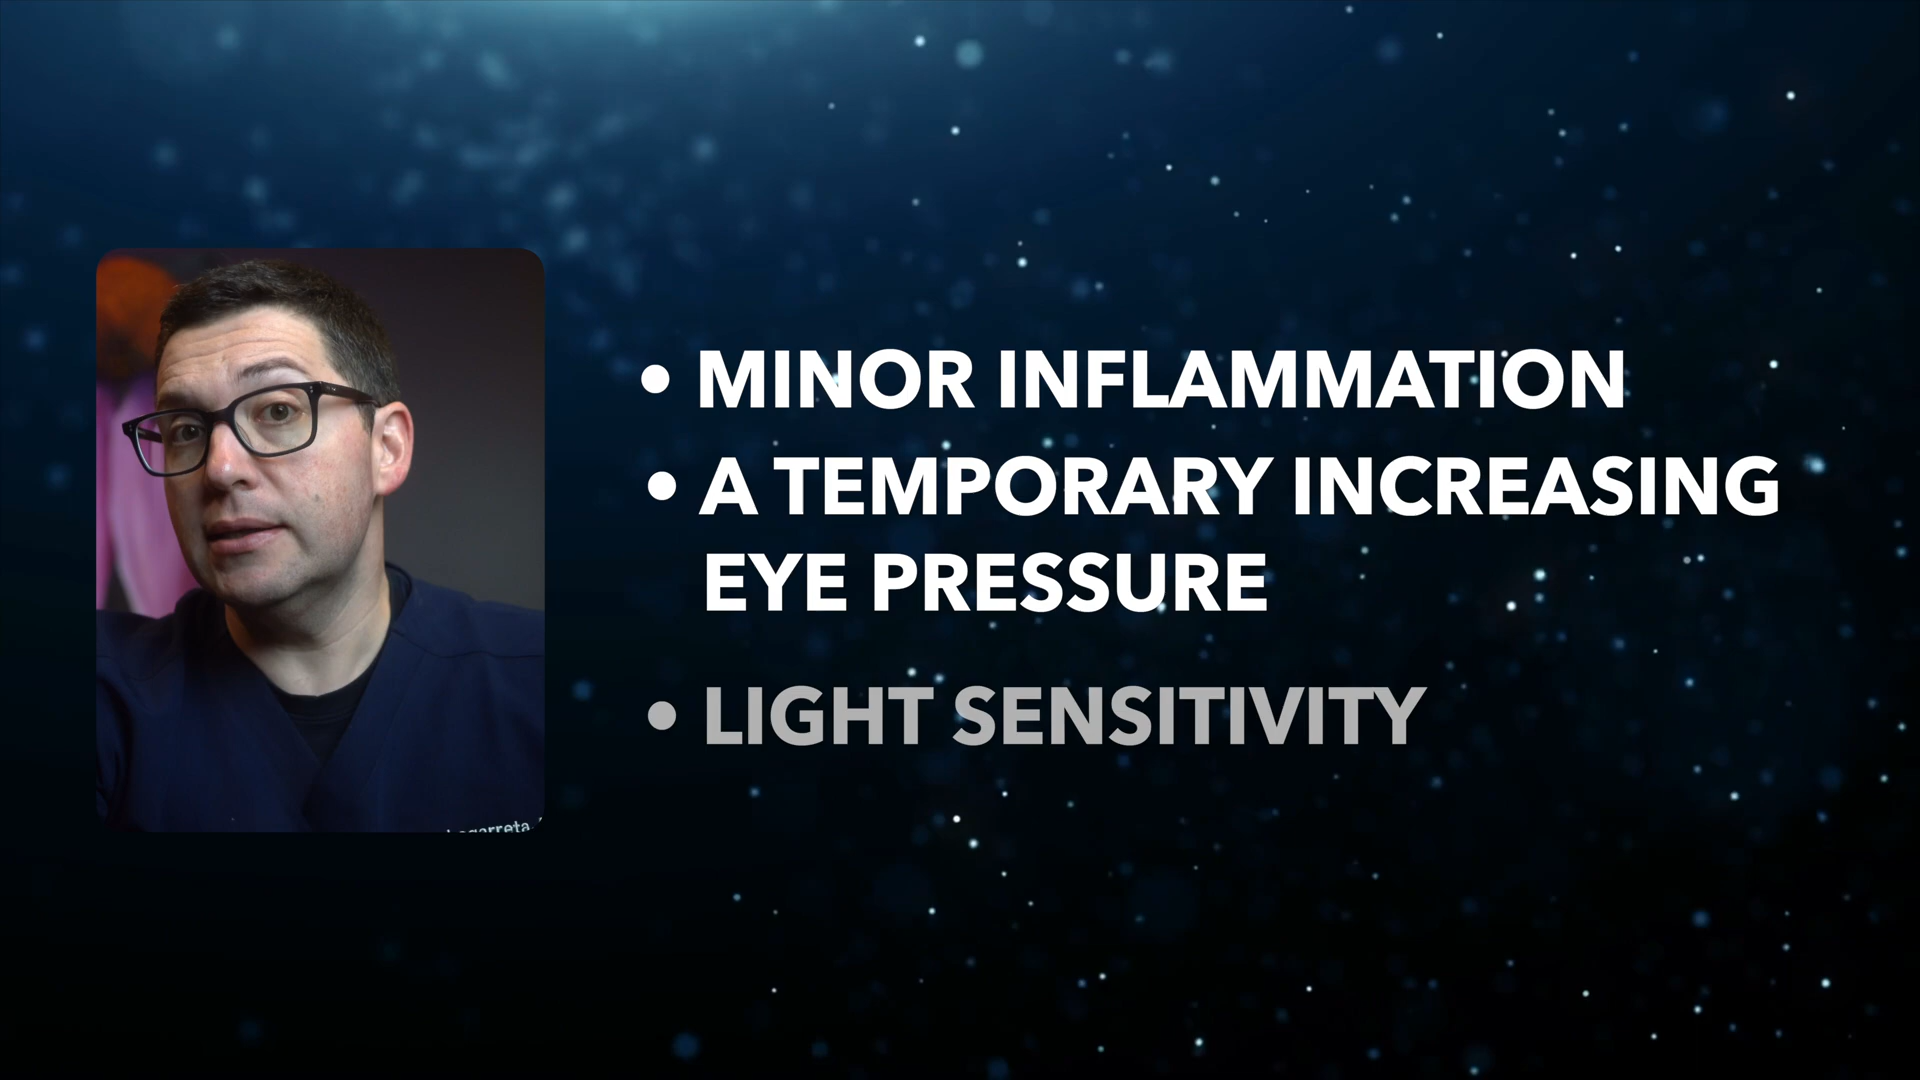 • MINOR INFLAMMATION
• A TEMPORARY INCREASING
EYE PRESSURE
• LIGHT SENSITIVITY